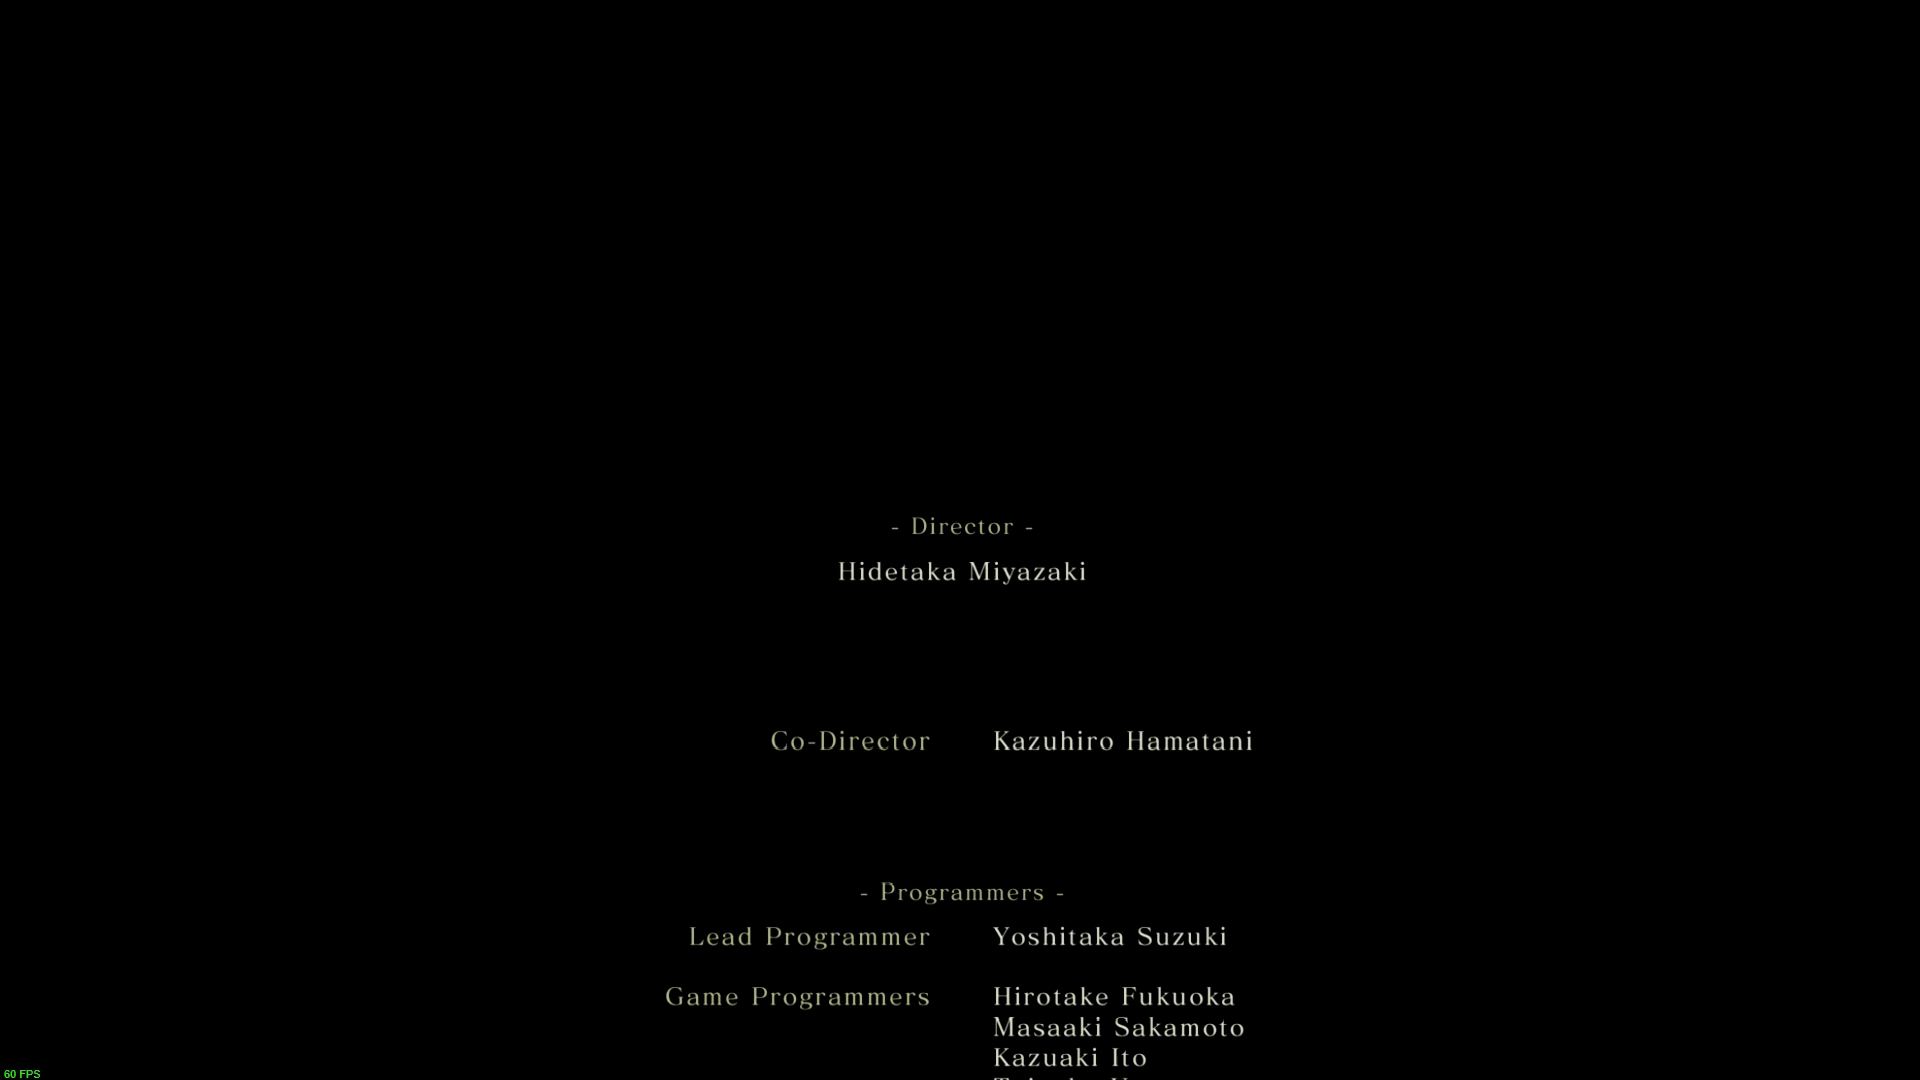 - Director -
Hidetaka Miyazaki
Co-Director Kazuhiro Hamatani
- Programmers -
Lead Programmer Yoshitaka Suzuki
Game Programmers Hirotake Fukuoka
Masaaki Sakamoto
Kazuaki Ito
60 FPS